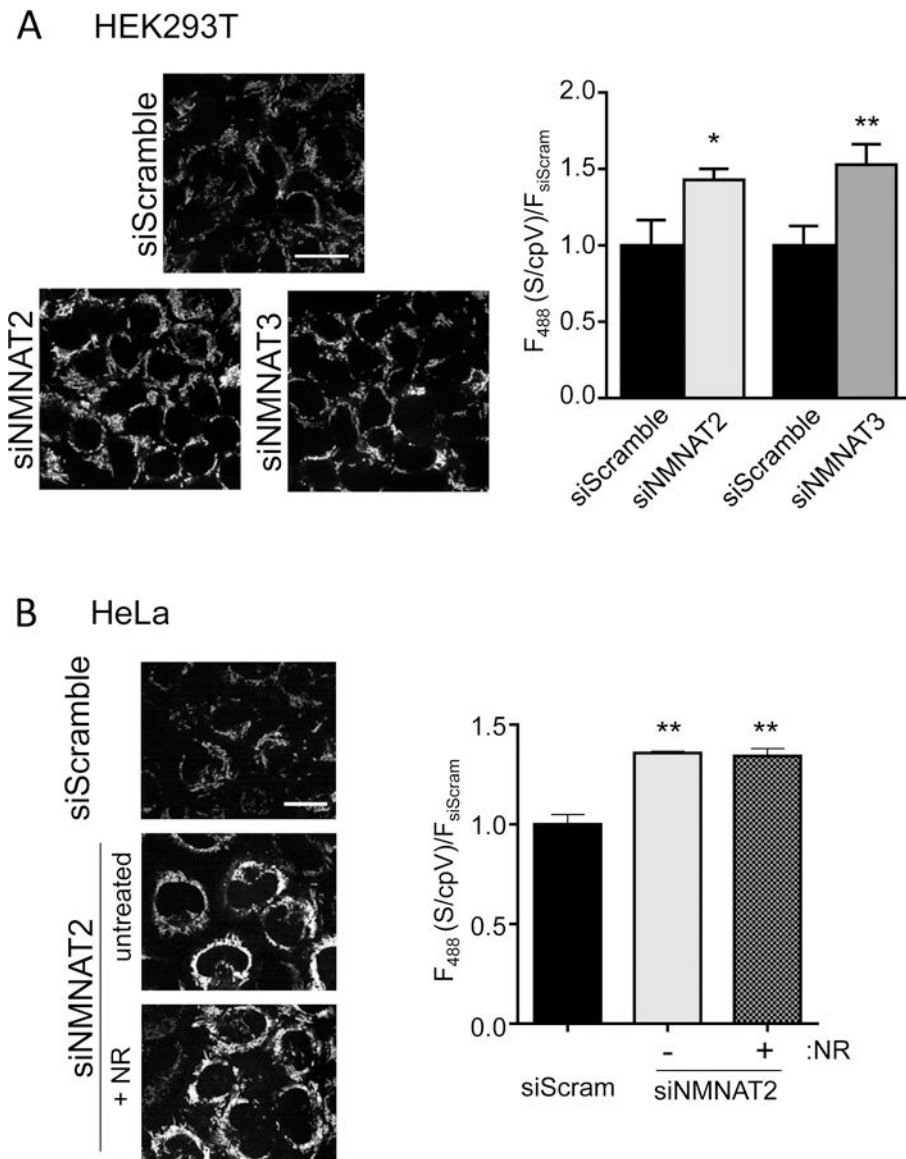 A HEK293T
siScramble
siNMNAT2
siNMNAT3
F488 (S/cpV)/FsiScram
2.0
1.5
1.0
0.5
0.0
*
**
siScramble
siNMNAT2
siScramble
siNMNAT3
B HeLa
siScramble
siNMNAT2
untreated
+ NR
F488 (S/cpV)/FsiScram
1.5
1.0
0.5
0.0
** **
- + :NR
siScram siNMNAT2